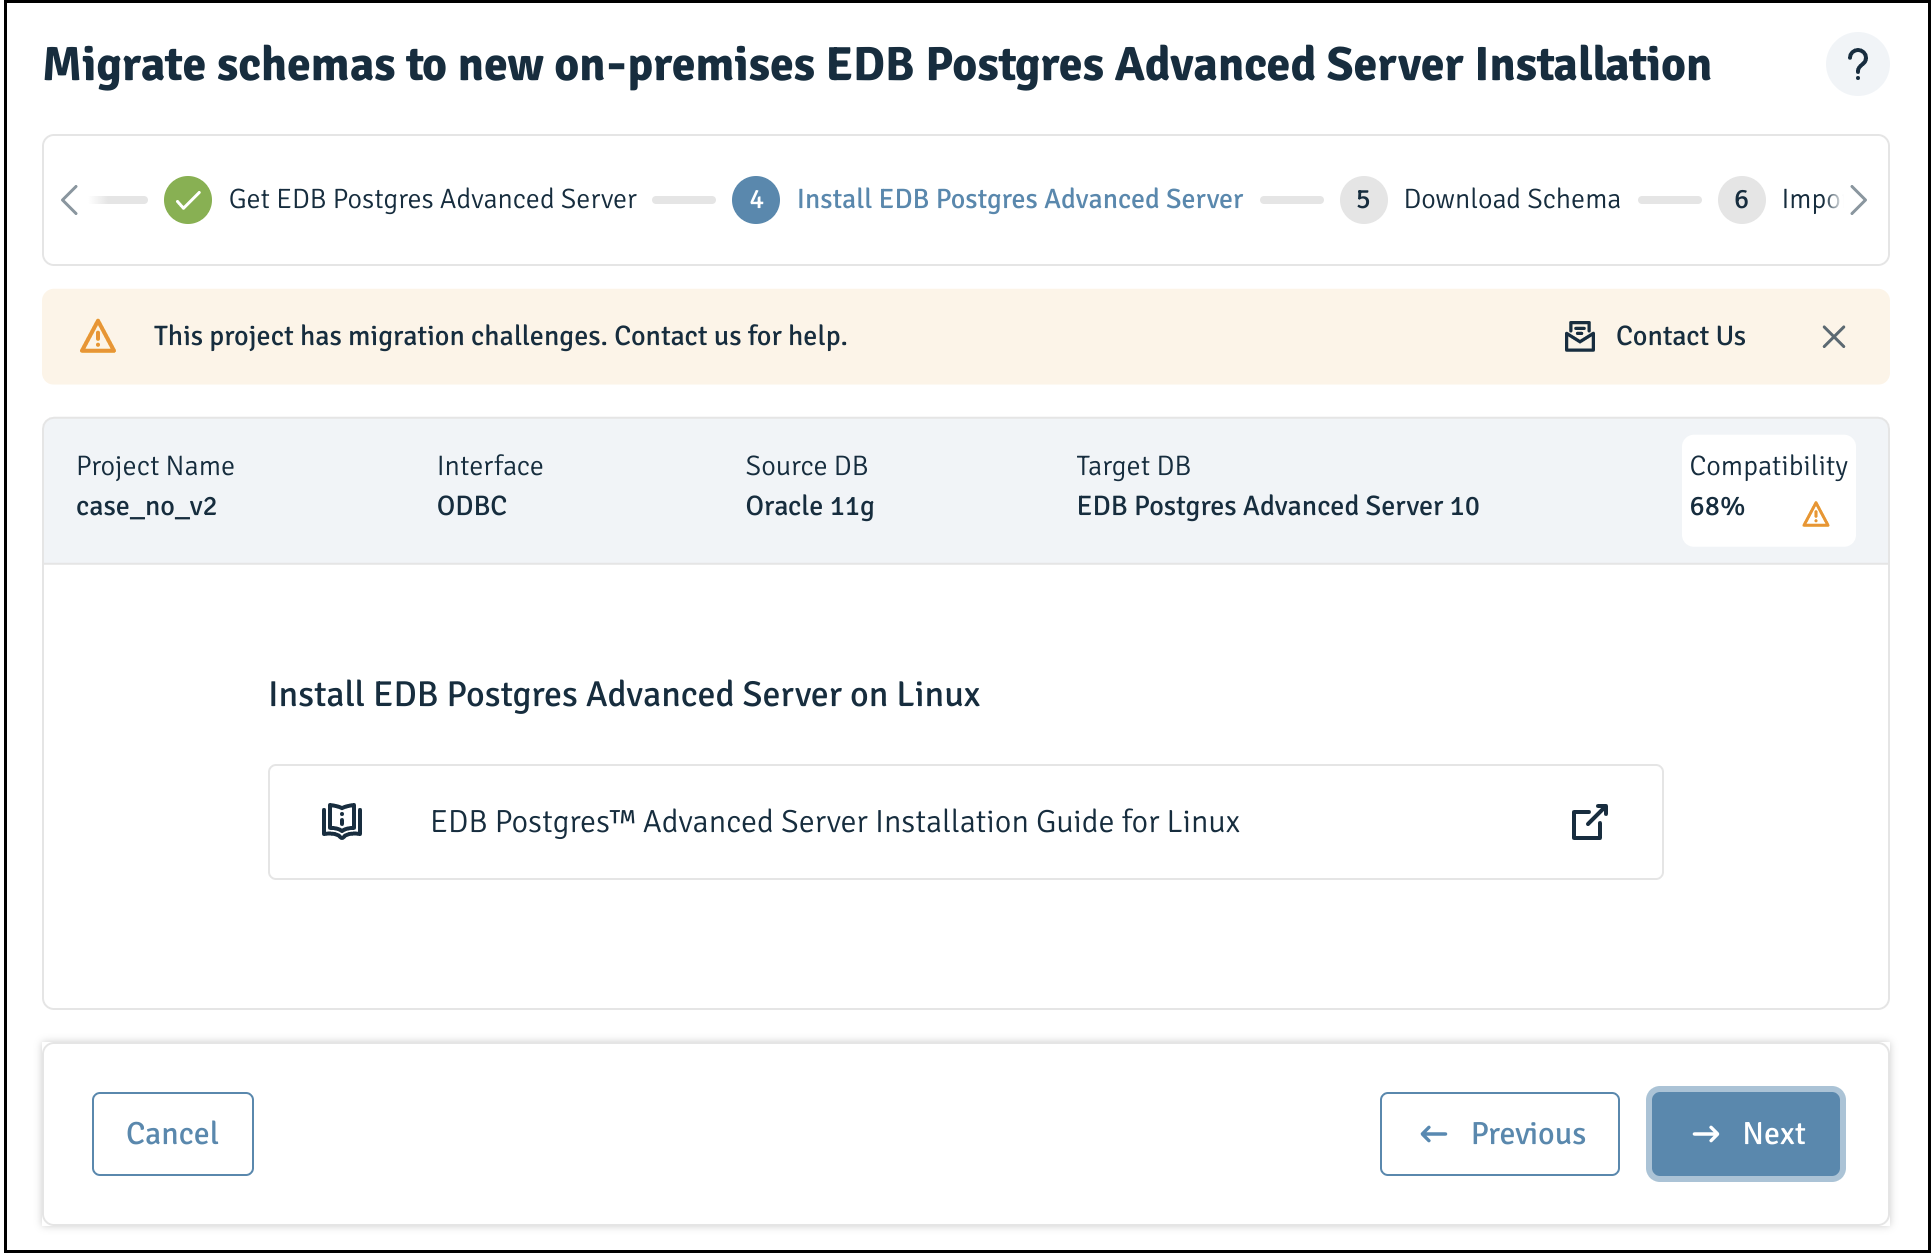 Migrate schemas to new on-premises EDB Postgres Advanced Server Installation
?
Get EDB Postgres Advanced Server
4 Install EDB Postgres Advanced Server
5 Download Schema
6 Impo
This project has migration challenges. Contact us for help.
Contact Us
Project Name Interface Source DB Target DB Compatibility
case_no_v2 ODBC Oracle 11g EDB Postgres Advanced Server 10 68%
Install EDB Postgres Advanced Server on Linux
EDB Postgres™ Advanced Server Installation Guide for Linux
Cancel
← Previous
→ Next